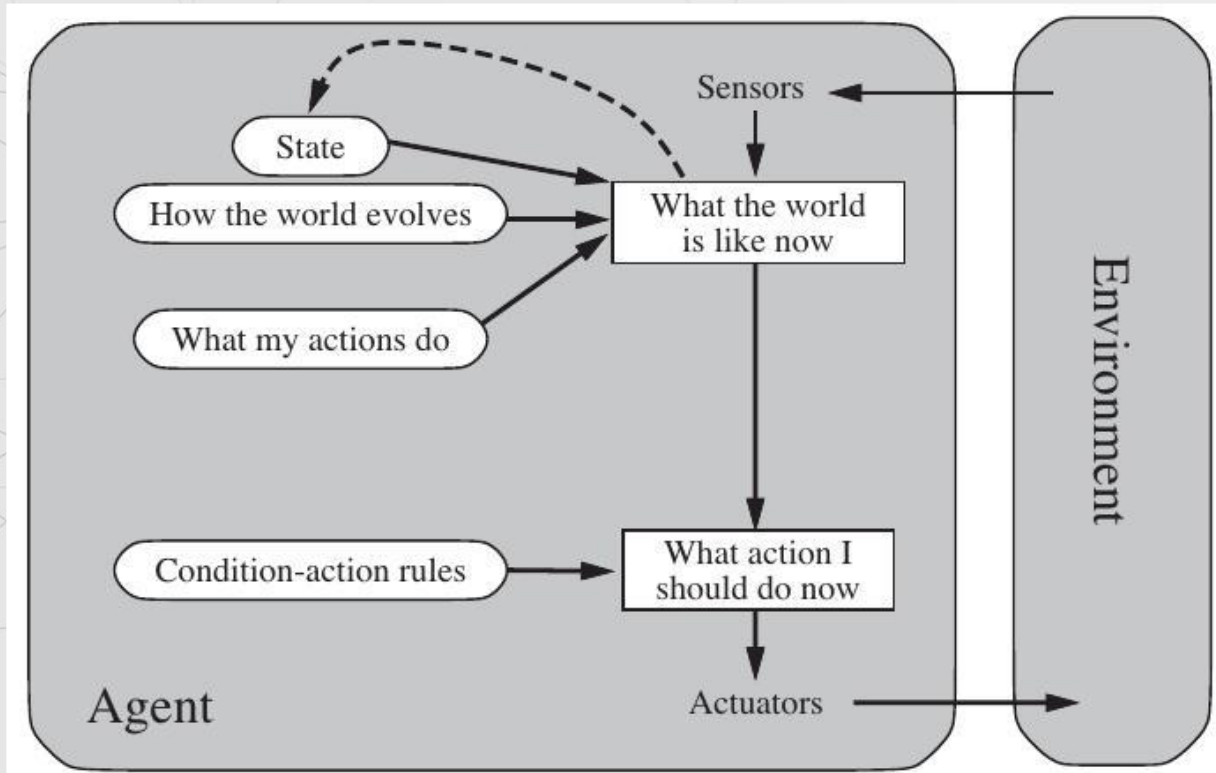 Sensors
State
How the world evolves
What the world
is like now
What my actions do
Condition-action rules
What action I
should do now
Agent
Actuators
Environment